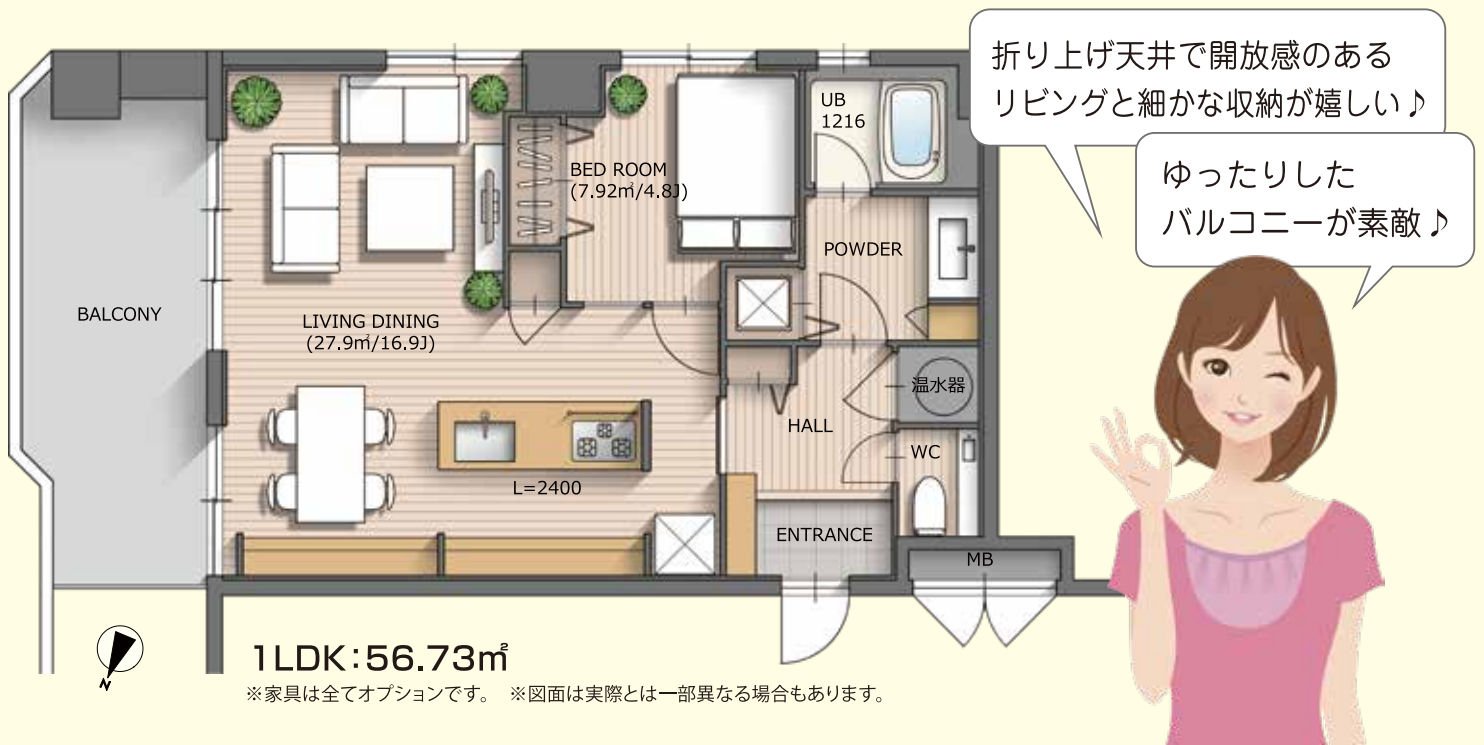 折り上げ天井で開放感のある
リビングと細かな収納が嬉しい♪
ゆったりした
バルコニーが素敵♪
UB
1216
BED ROOM
(7.92㎡/4.8J)
POWDER
BALCONY
LIVING DINING
(27.9㎡/16.9J)
温水器
HALL
WC
L=2400
ENTRANCE
MB
N
1LDK:56.73㎡
※家具は全てオプションです。 ※図面は実際とは一部異なる場合もあります。